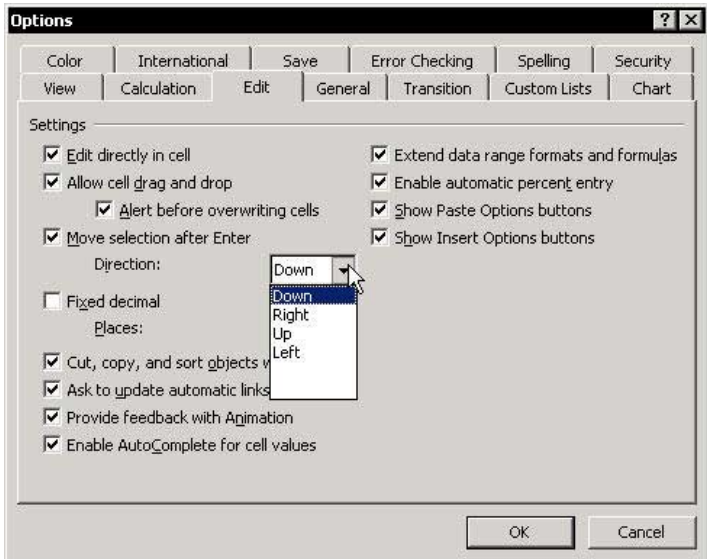 Options
Color International Save Error Checking Spelling Security
View Calculation Edit General Transition Custom Lists Chart
Settings
Edit directly in cell
Allow cell drag and drop
Alert before overwriting cells
Move selection after Enter
Direction: Down
Down
Right
Up
Left
Fixed decimal
Places:
Cut, copy, and sort objects
Ask to update automatic links
Provide feedback with Animation
Enable AutoComplete for cell values
Extend data range formats and formulas
Enable automatic percent entry
Show Paste Options buttons
Show Insert Options buttons
OK Cancel